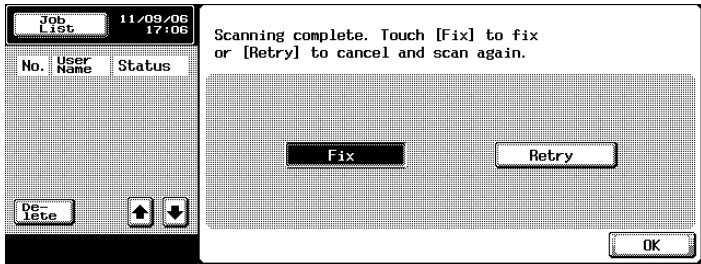 Job
List
11/09/06
17:06
No.
User
Name
Status
De-
lete
Scanning complete. Touch [Fix] to fix
or [Retry] to cancel and scan again.
Fix
Retry
OK